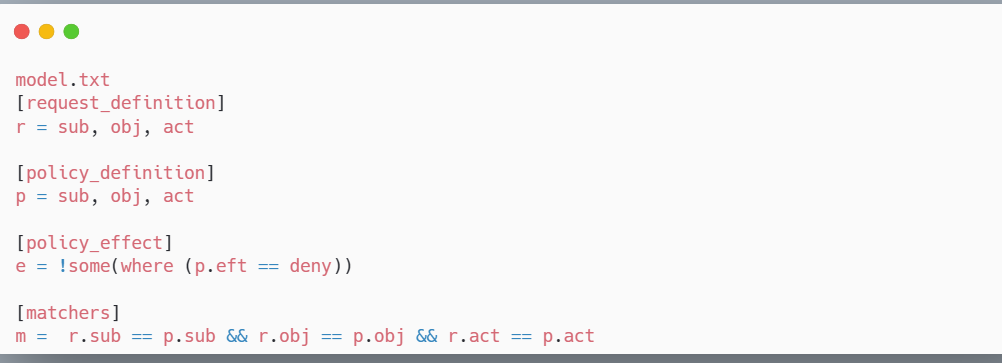 model.txt
[request_definition]
r = sub, obj, act
[policy_definition]
p = sub, obj, act
[policy_effect]
e = !some(where (p.eft == deny))
[matchers]
m =  r.sub == p.sub && r.obj == p.obj && r.act == p.act